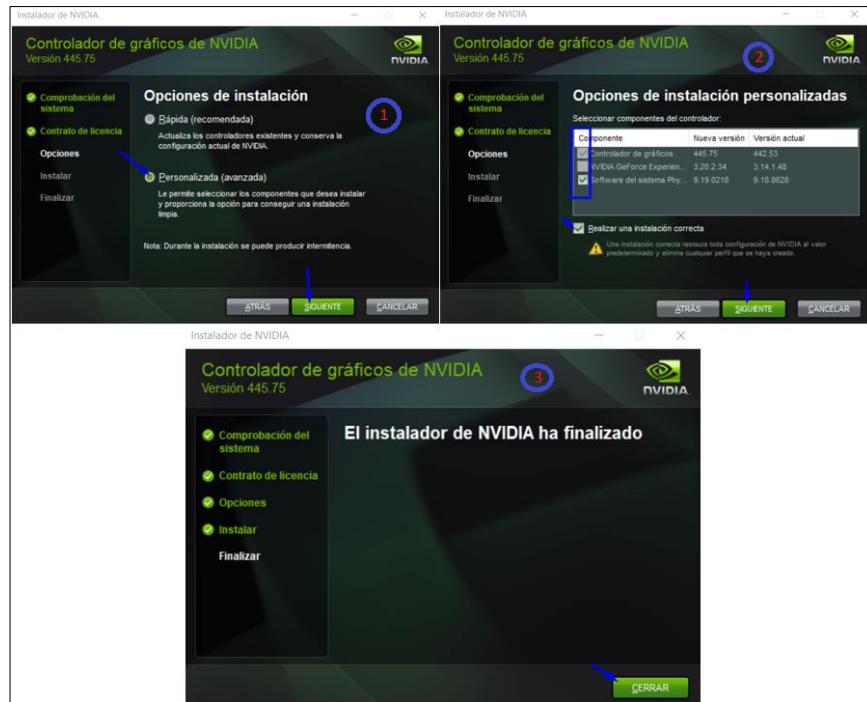 Instalador de NVIDIA
Controlador de gráficos de NVIDIA
Versión 445.75
NVIDIA
Comprobación del
sistema
Contrato de licencia
Opciones
Instalar
Finalizar
Opciones de instalación
1
Rápida (recomendada)
Actualiza los controladores existentes y conserva la
configuración actual de NVIDIA.
Personalizada (avanzada)
Le permite seleccionar los componentes que desea instalar
y proporciona la opción para conseguir una instalación
limpia.
Nota: Durante la instalación se puede producir intermitencia.
ATRÁS SIGUIENTE CANCELAR
Instalador de NVIDIA
Controlador de gráficos de NVIDIA
Versión 445.75
2
NVIDIA
Comprobación del
sistema
Contrato de licencia
Opciones
Instalar
Finalizar
Opciones de instalación personalizadas
Seleccionar componentes del controlador:
Componente Nueva versión Versión actual
Controlador de gráficos 445.75 442.53
NVIDIA GeForce Experien... 3.20.2.34 3.14.1.48
Software del sistema Phy... 9.19.0218 9.18.0628
Realizar una instalación correcta
Una instalación correcta restaura toda configuración de NVIDIA al valor
predeterminado y elimina cualquier perfil que se haya creado.
ATRÁS SIGUIENTE CANCELAR
Instalador de NVIDIA
Controlador de gráficos de NVIDIA
Versión 445.75
3
NVIDIA.
Comprobación del
sistema
Contrato de licencia
Opciones
Instalar
Finalizar
El instalador de NVIDIA ha finalizado
CERRAR